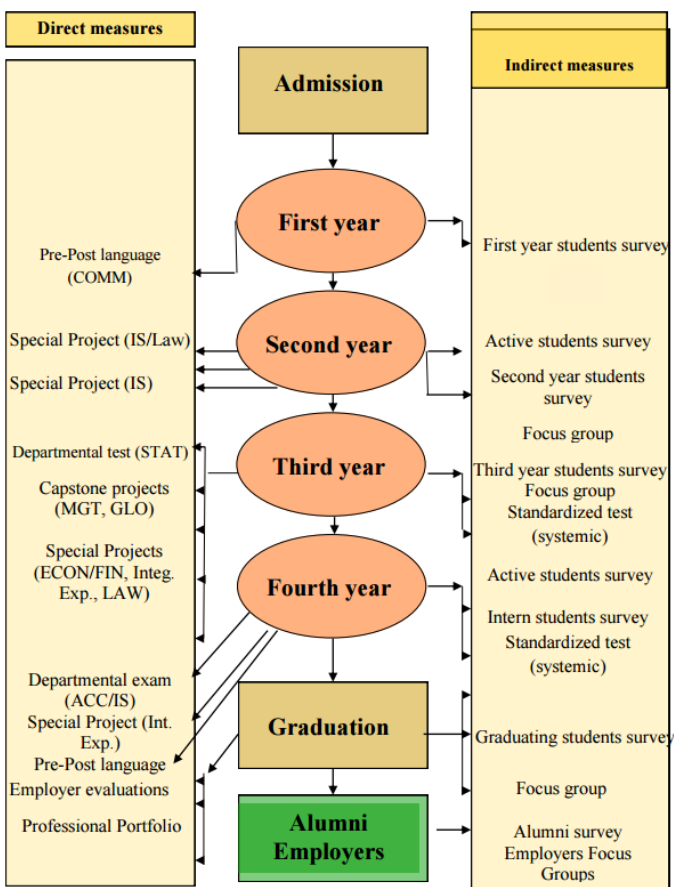 Direct measures
Indirect measures
Admission
First year
Pre-Post language
(COMM)
First year students survey
Second year
Special Project (IS/Law)
Special Project (IS)
Active students survey
Second year students
survey
Focus group
Third year
Departmental test (STAT)
Capstone projects
(MGT, GLO)
Special Projects
(ECON/FIN, Integ.
Exp., LAW)
Third year students survey
Focus group
Standardized test
(systemic)
Fourth year
Active students survey
Intern students survey
Standardized test
(systemic)
Departmental exam
(ACC/IS)
Special Project (Int.
Exp.)
Pre-Post language
Graduation
Employer evaluations
Professional Portfolio
Graduating students survey
Focus group
Alumni
Employers
Alumni survey
Employers Focus
Groups